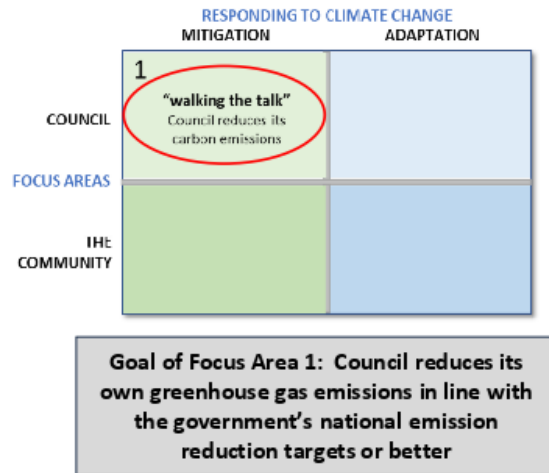 RESPONDING TO CLIMATE CHANGE
MITIGATION
ADAPTATION
1
“walking the talk”
Council reduces its
carbon emissions
COUNCIL
FOCUS AREAS
THE
COMMUNITY
Goal of Focus Area 1: Council reduces its
own greenhouse gas emissions in line with
the government’s national emission
reduction targets or better